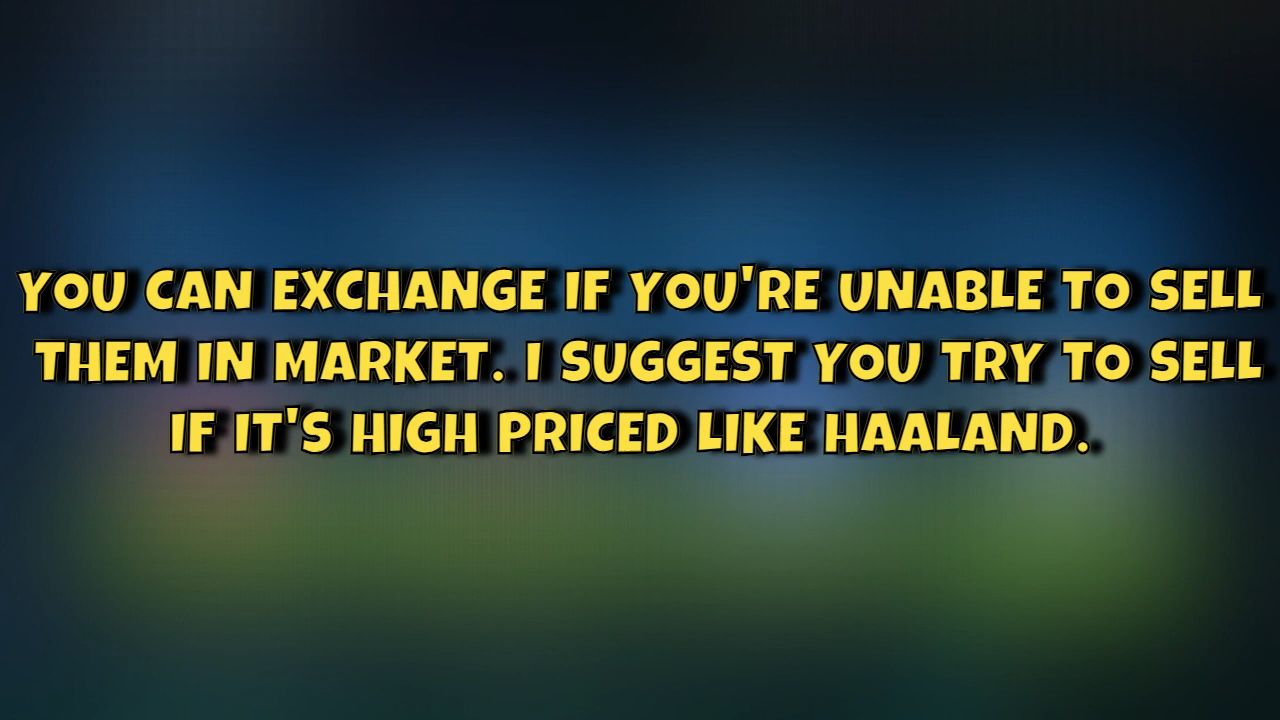 YOU CAN EXCHANGE IF YOU'RE UNABLE TO SELL
THEM IN MARKET. I SUGGEST YOU TRY TO SELL
IF IT'S HIGH PRICED LIKE HAALAND.